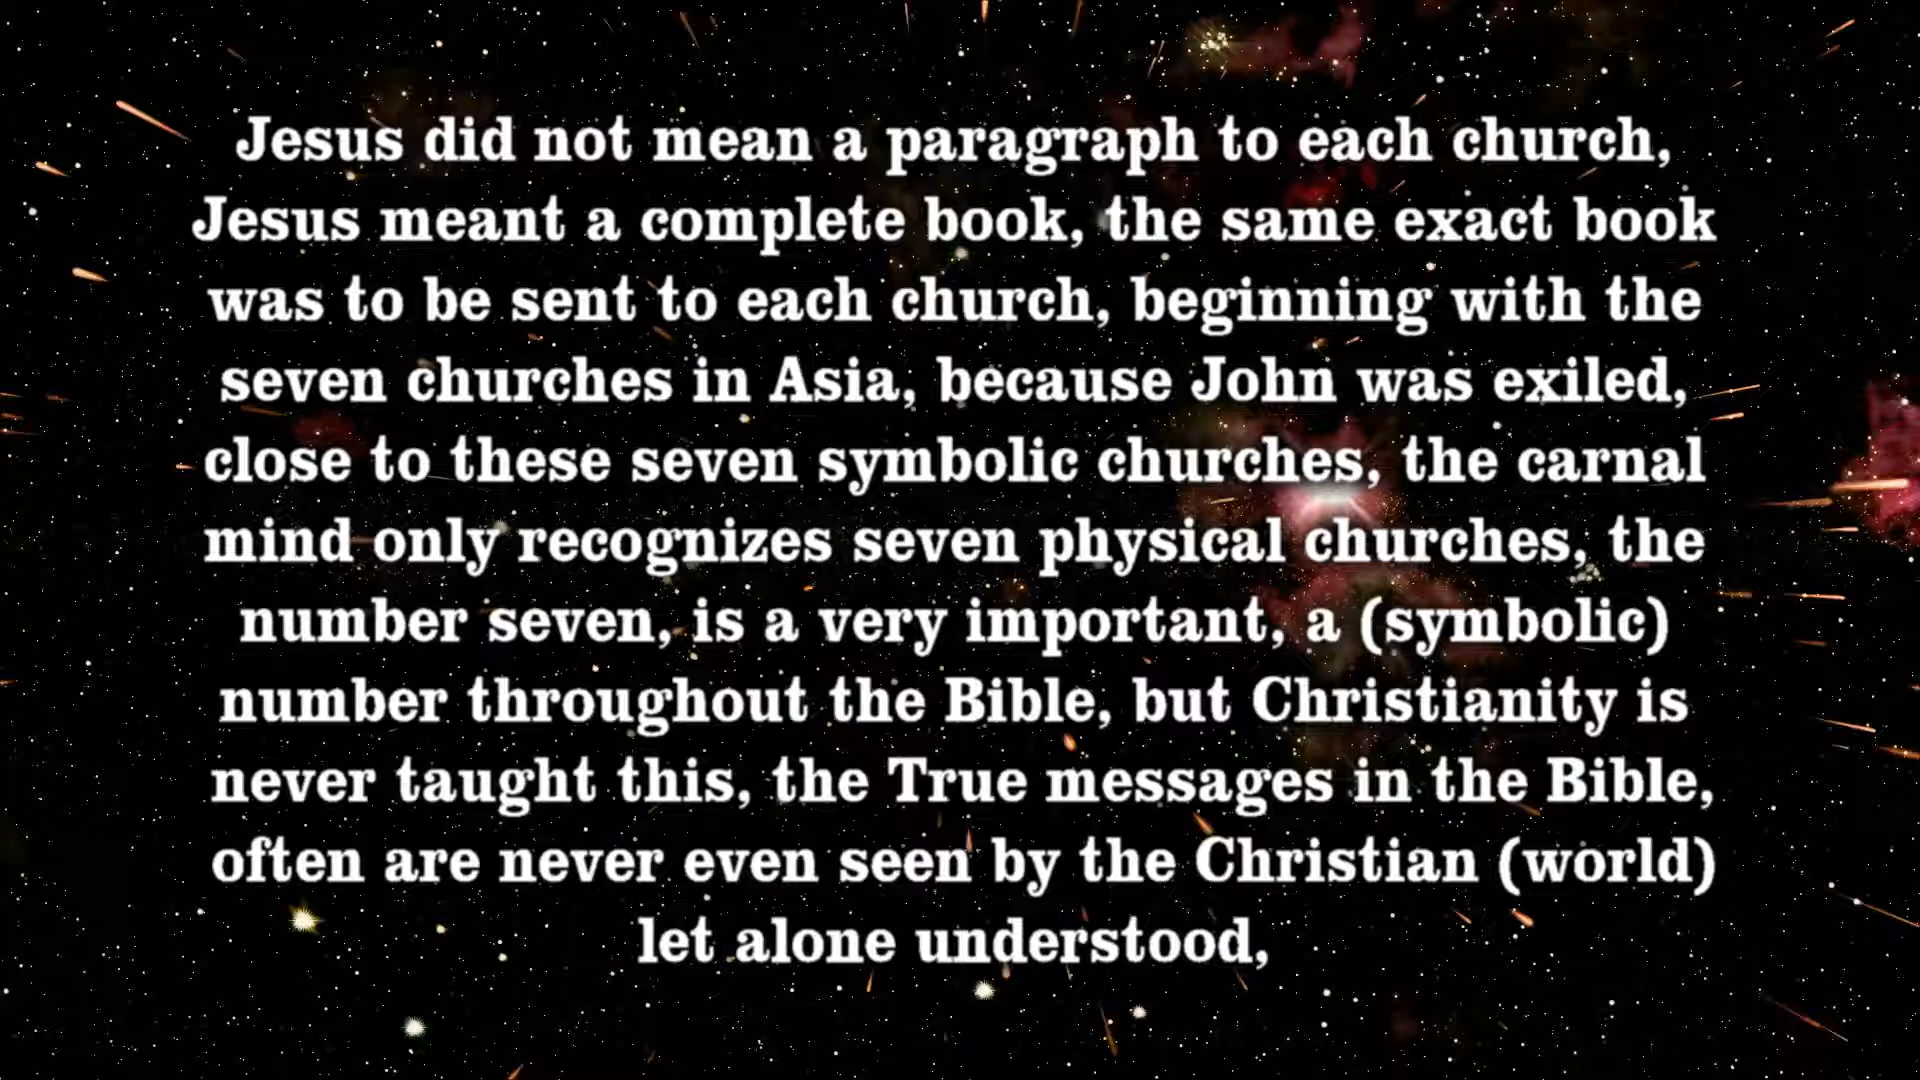 Jesus did not mean a paragraph to each church,
Jesus meant a complete book, the same exact book
was to be sent to each church, beginning with the
seven churches in Asia, because John was exiled,
close to these seven symbolic churches, the carnal
mind only recognizes seven physical churches, the
number seven, is a very important, a (symbolic)
number throughout the Bible, but Christianity is
never taught this, the True messages in the Bible,
often are never even seen by the Christian (world)
let alone understood,